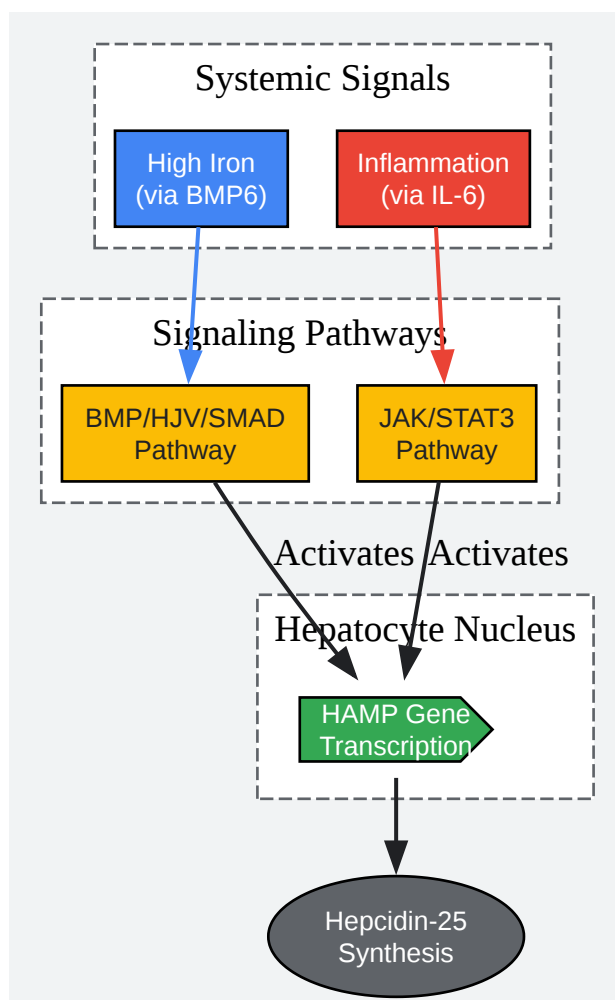 Systemic Signals
High Iron
(via BMP6)
Inflammation
(via IL-6)
Signaling Pathways
BMP/HJV/SMAD
Pathway
JAK/STAT3
Pathway
Activates
Activates
Hepatocyte Nucleus
HAMP Gene
Transcription
Hepcidin-25
Synthesis